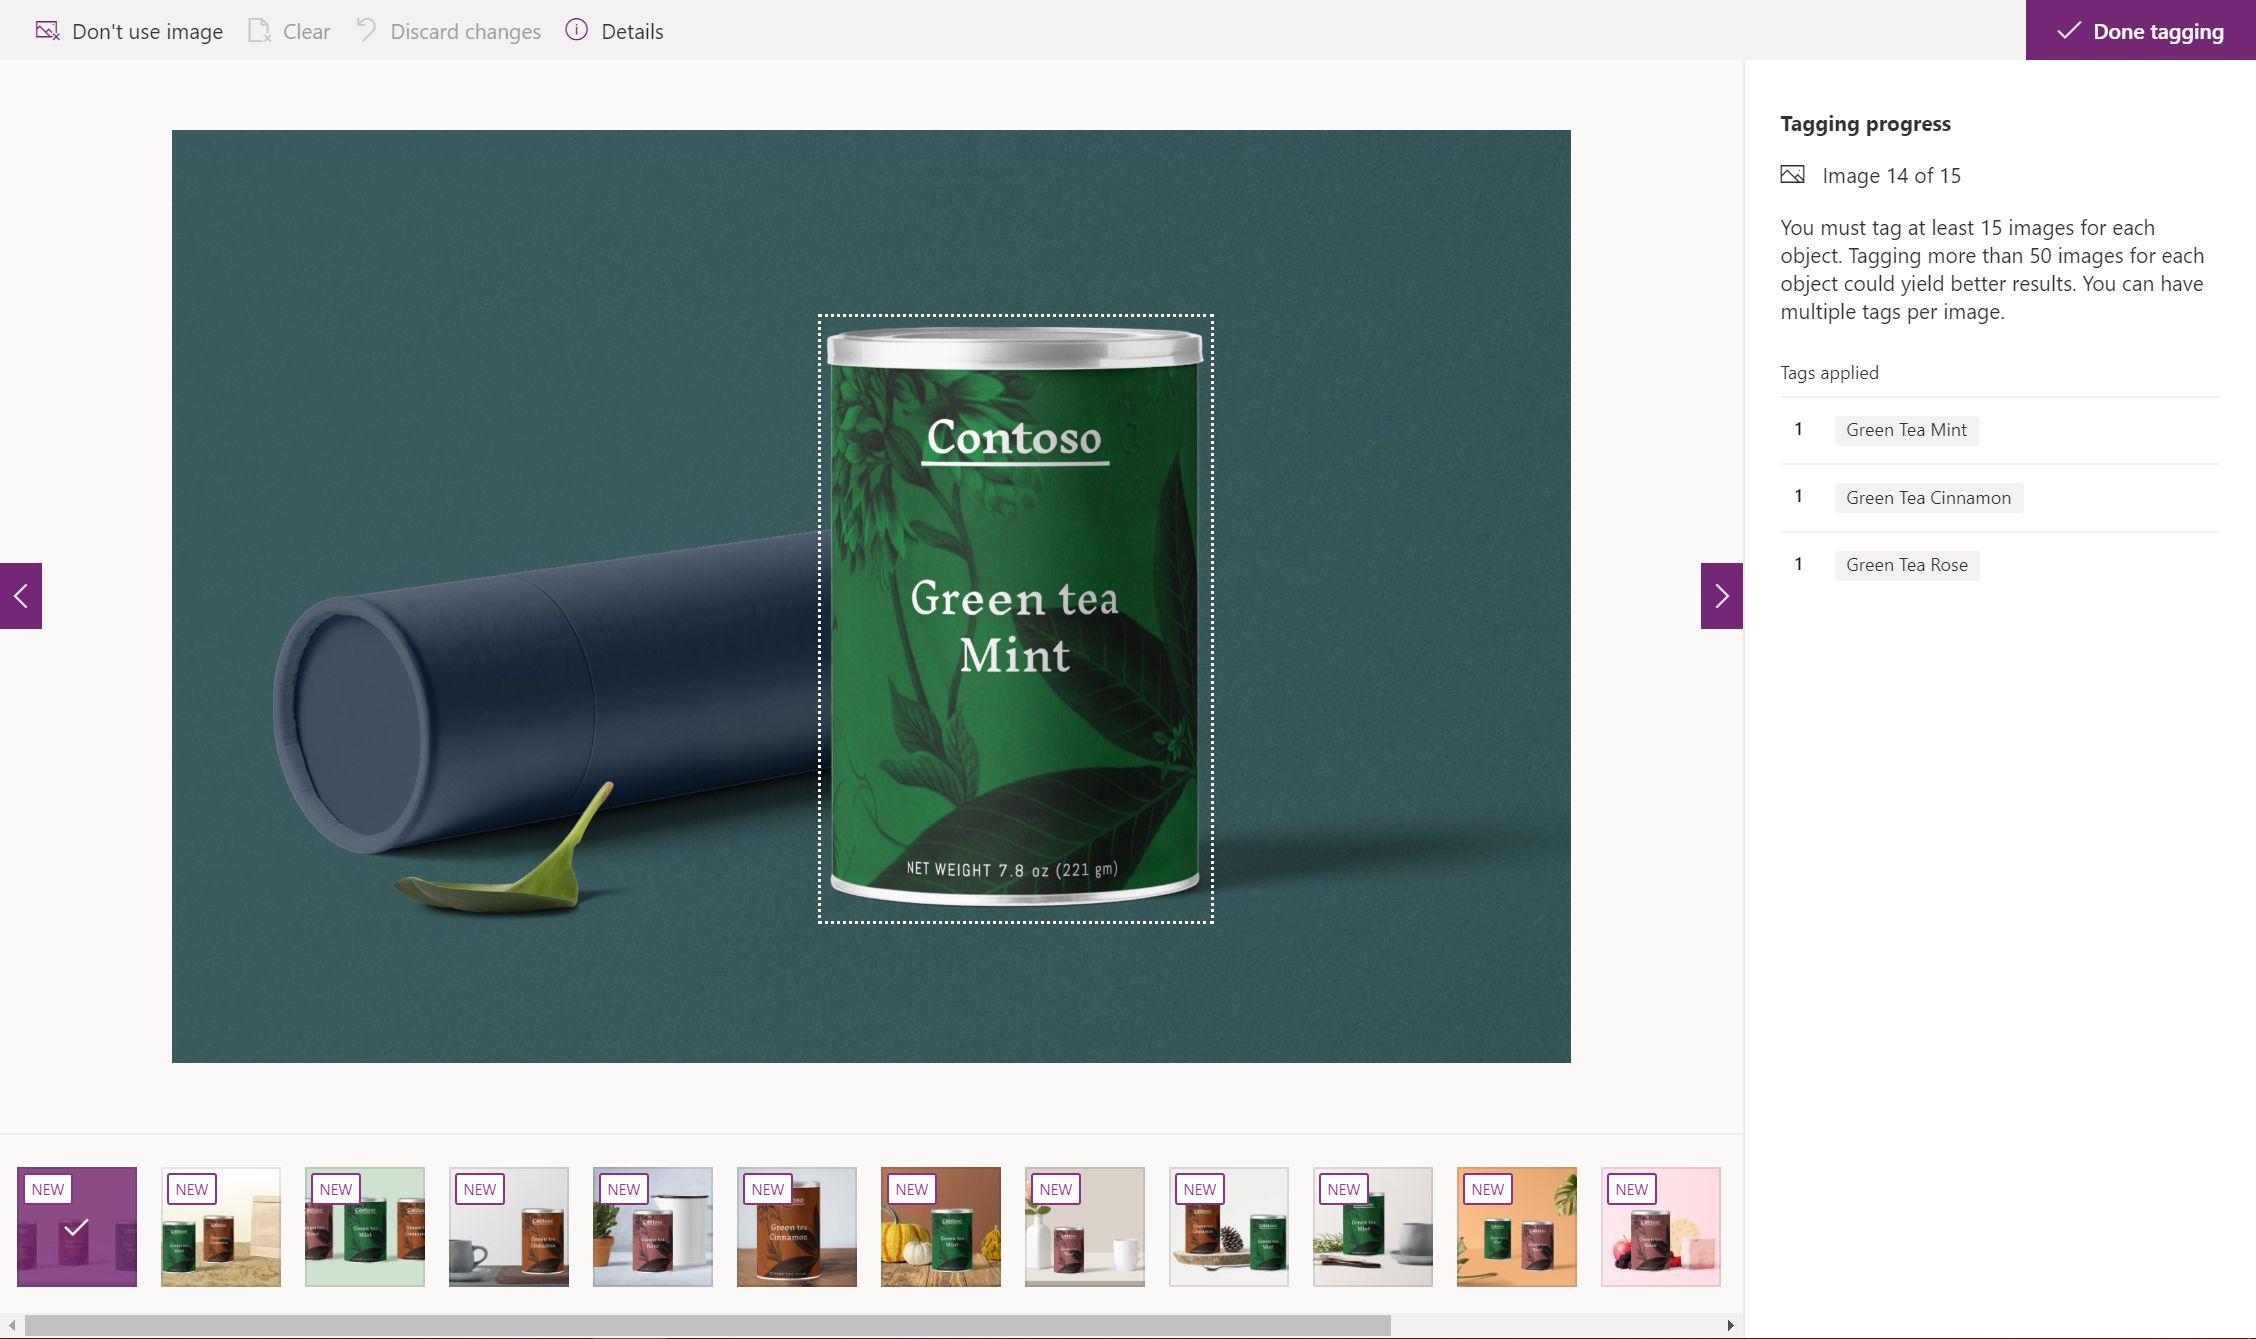 Don't use image
Clear
Discard changes
Details
Done tagging
Contoso
Green tea
Mint
NET WEIGHT 7.8 oz (221 gm)
Tagging progress
Image 14 of 15
You must tag at least 15 images for each
object. Tagging more than 50 images for each
object could yield better results. You can have
multiple tags per image.
Tags applied
1 Green Tea Mint
1 Green Tea Cinnamon
1 Green Tea Rose
NEW
NEW
NEW
NEW
NEW
NEW
NEW
NEW
NEW
NEW
NEW
NEW